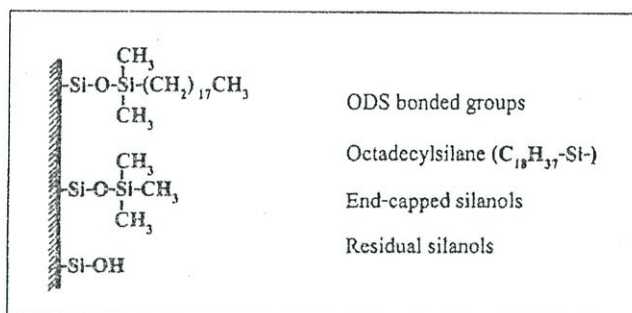 CH₃
-Si-O-Si-(CH₂)₁₇CH₃
CH₃
ODS bonded groups
Octadecylsilane (C₁₈H₃₇-Si-)
CH₃
-Si-O-Si-CH₃
CH₃
End-capped silanols
Residual silanols
-Si-OH